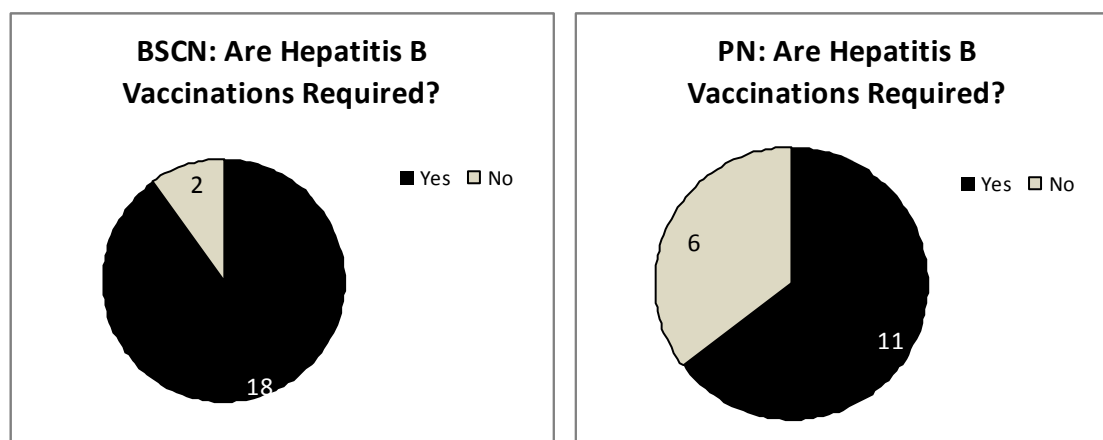 BSCN: Are Hepatitis B
Vaccinations Required?
Yes No
2
18
PN: Are Hepatitis B
Vaccinations Required?
Yes No
6
11